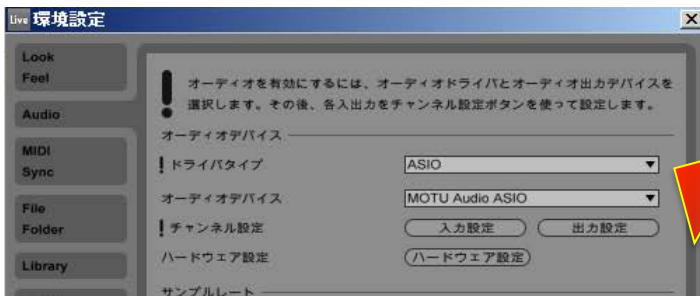 Live 環境設定
Look
Feel
Audio
MIDI
Sync
File
Folder
Library
! オーディオを有効にするには、オーディオドライバとオーディオ出力デバイスを
選択します。その後、各入出力をチャンネル設定ボタンを使って設定します。
オーディオデバイス
! ドライバタイプ ASIO
オーディオデバイス MOTU Audio ASIO
! チャンネル設定 入力設定 出力設定
ハードウェア設定 ハードウェア設定
サンプルレート